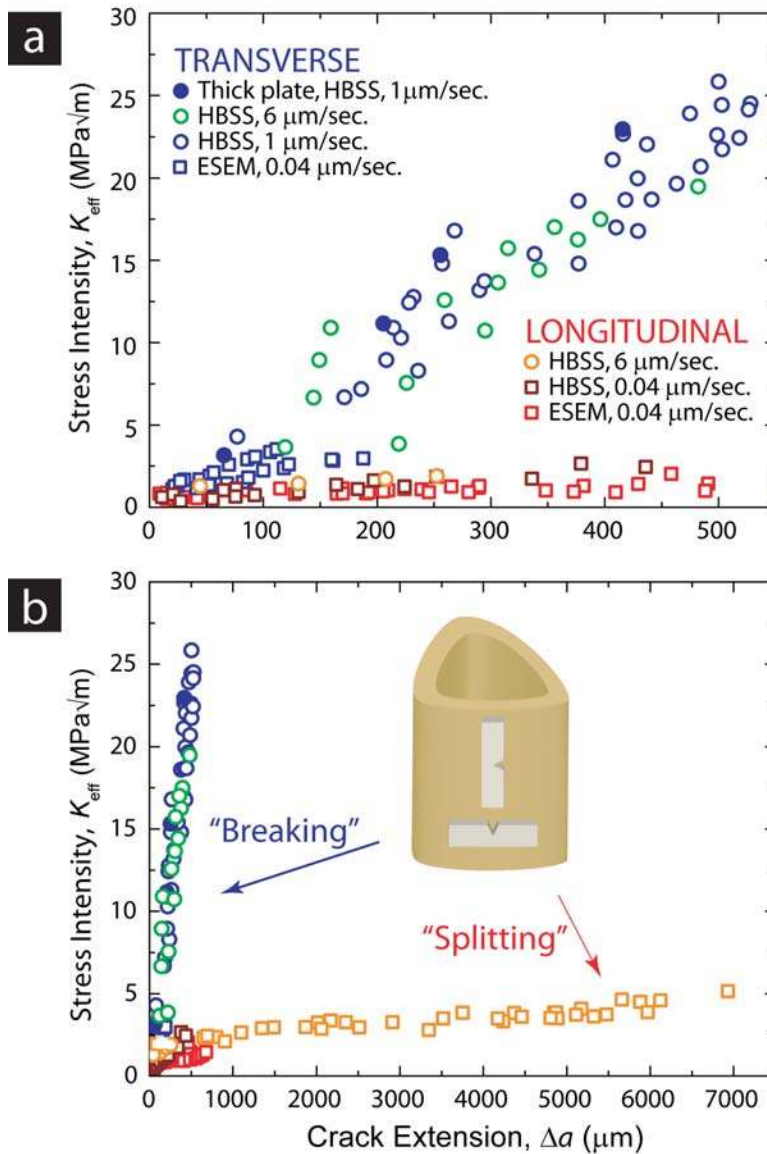 a
30
25
20
15
10
5
0
Stress Intensity, Keff (MPa√m)
TRANSVERSE
Thick plate, HBSS, 1μm/sec.
HBSS, 6 μm/sec.
HBSS, 1 μm/sec.
ESEM, 0.04 μm/sec.
LONGITUDINAL
HBSS, 6 μm/sec.
HBSS, 0.04 μm/sec.
ESEM, 0.04 μm/sec.
0 100 200 300 400 500
b
30
25
20
15
10
5
0
Stress Intensity, Keff (MPa√m)
"Breaking"
"Splitting"
0 1000 2000 3000 4000 5000 6000 7000
Crack Extension, Δa (μm)